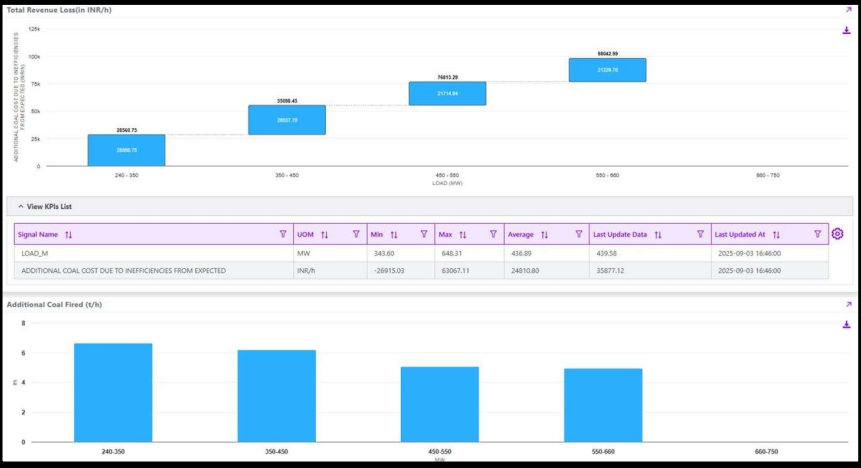 Total Revenue Loss(in INR/h)
125k
100k
75k
50k
25k
0
ADDITIONAL COAL COST DUE TO INEFFICIENCIES
FROM EXPECTED (INR/h)
28560.75
28560.75
76813.29
21714.84
98042.99
240 - 350
350 - 450
450 - 550
550 - 660
660 - 750
LOAD (MW)
View KPIs List
Signal Name UOM Min Max Average Last Update Data Last Updated At
LOAD_M MW 343.60 648.31 436.89 439.58 2025-09-03 16:46:00
ADDITIONAL COAL COST DUE TO INEFFICIENCIES FROM EXPECTED INR/h -26915.03 63067.11 24810.80 35877.12 2025-09-03 16:46:00
Additional Coal Fired (t/h)
8
6
4
2
0
240-350
350-450
450-550
550-660
660-750
MW